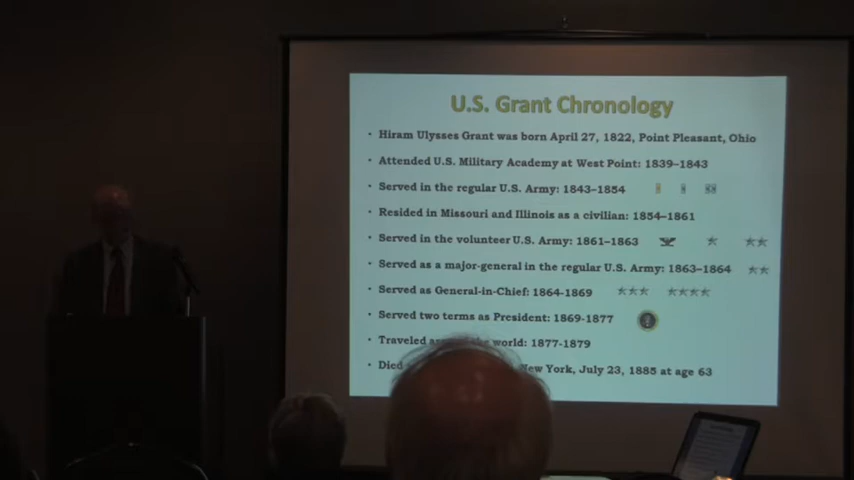 U.S. Grant Chronology
• Hiram Ulysses Grant was born April 27, 1822, Point Pleasant, Ohio
• Attended U.S. Military Academy at West Point: 1839–1843
• Served in the regular U.S. Army: 1843–1854
• Resided in Missouri and Illinois as a civilian: 1854–1861
• Served in the volunteer U.S. Army: 1861–1863
• Served as a major-general in the regular U.S. Army: 1863–1864
• Served as General-in-Chief: 1864-1869
• Served two terms as President: 1869-1877
• Traveled world: 1877-1879
• Died New York, July 23, 1885 at age 63